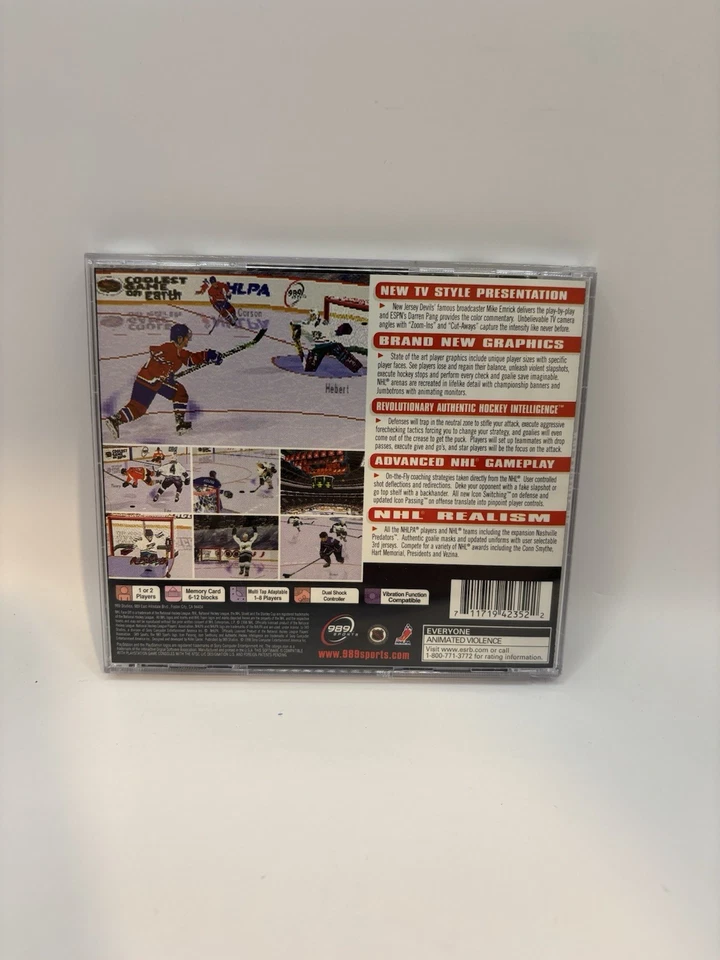 COOLEST
GAME
ON EARTH
NHLPA
989
Corson
Hebert
NEW TV STYLE PRESENTATION
New Jersey Devils' famous broadcaster Mike Emrick delivers the play-by-play
and ESPN's Darren Pang provides the color commentary. Unbelievable TV camera
angles with "Zoom-Ins" and "Cut-Aways" capture the intensity like never before.
BRAND NEW GRAPHICS
State of the art player graphics include unique player sizes with specific
player faces. See players lose and regain their balance, unleash violent slapshots,
execute hockey stops and perform every check and goalie save imaginable.
NHL® arenas are recreated in lifelike detail with championship banners and
Jumbotrons with animating monitors.
REVOLUTIONARY AUTHENTIC HOCKEY INTELLIGENCE™
Defenses will trap in the neutral zone to stifle your attack, execute aggressive
forechecking tactics forcing you to change your strategy, and goalies will even
come out of the crease to get the puck. Players will set up teammates with drop
passes, execute give and go's, and star players will be the focus on the attack.
ADVANCED NHL® GAMEPLAY
On-the-Fly coaching strategies taken directly from the NHL®. User controlled
shot deflections and redirections. Deke your opponent with a fake slapshot or
go top shelf with a backhander. All new Icon Switching™ on defense and
updated Icon Passing™ on offense translate into pinpoint player controls.
NHL® REALISM
All the NHLPA® players and NHL® teams including the expansion Nashville
Predators™. Authentic goalie masks and updated uniforms with user selectable
3rd jerseys. Compete for a variety of NHL® awards including the Conn Smythe,
Hart Memorial, Presidents and Vezina.
1 or 2
Players
Memory Card
6-12 blocks
Multi Tap Adaptable
1-8 Players
Dual Shock
Controller
Vibration Function
Compatible
7 11719 42352 2
989
SPORTS
www.989sports.com
EVERYONE
ANIMATED VIOLENCE
Visit www.esrb.com or call
1-800-771-3772 for rating information.